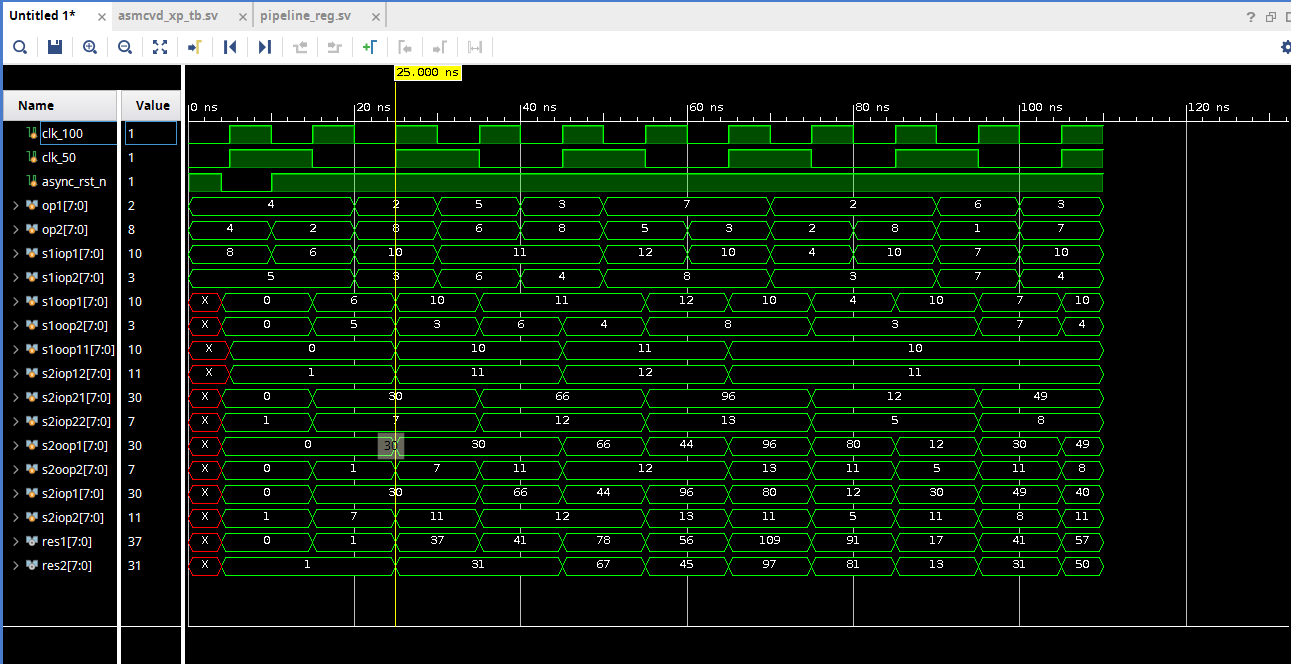 Untitled 1* × asmcvd_xp_tb.sv × pipeline_reg.sv × ?
25.000 ns
Name Value 0 ns 20 ns 40 ns 60 ns 80 ns 100 ns 120 ns
clk_100 1
clk_50 1
async_rst_n 1
op1[7:0] 2 4 2 5 3 7 2 6 3
op2[7:0] 8 4 2 8 6 8 5 3 2 8 1 7
s1iop1[7:0] 10 8 6 10 11 12 10 4 10 7 10
s1iop2[7:0] 3 5 3 6 4 8 3 7 4
s1oop1[7:0] 10 X 0 6 10 11 12 10 4 10 7 10
s1oop2[7:0] 3 X 0 5 3 6 4 8 3 7 4
s1oop11[7:0] 10 X 0 10 11 10
s2iop12[7:0] 11 X 1 11 12 11
s2iop21[7:0] 30 X 0 30 66 96 12 49
s2iop22[7:0] 7 X 1 7 12 13 5 8
s2oop1[7:0] 30 X 0 30 30 66 44 96 80 12 30 49
s2oop2[7:0] 7 X 0 1 7 11 12 13 11 5 11 8
s2iop1[7:0] 30 X 0 30 66 44 96 80 12 30 49 40
s2iop2[7:0] 11 X 1 7 11 12 13 11 5 11 8 11
res1[7:0] 37 X 0 1 37 41 78 56 109 91 17 41 57
res2[7:0] 31 X 1 31 67 45 97 81 13 31 50